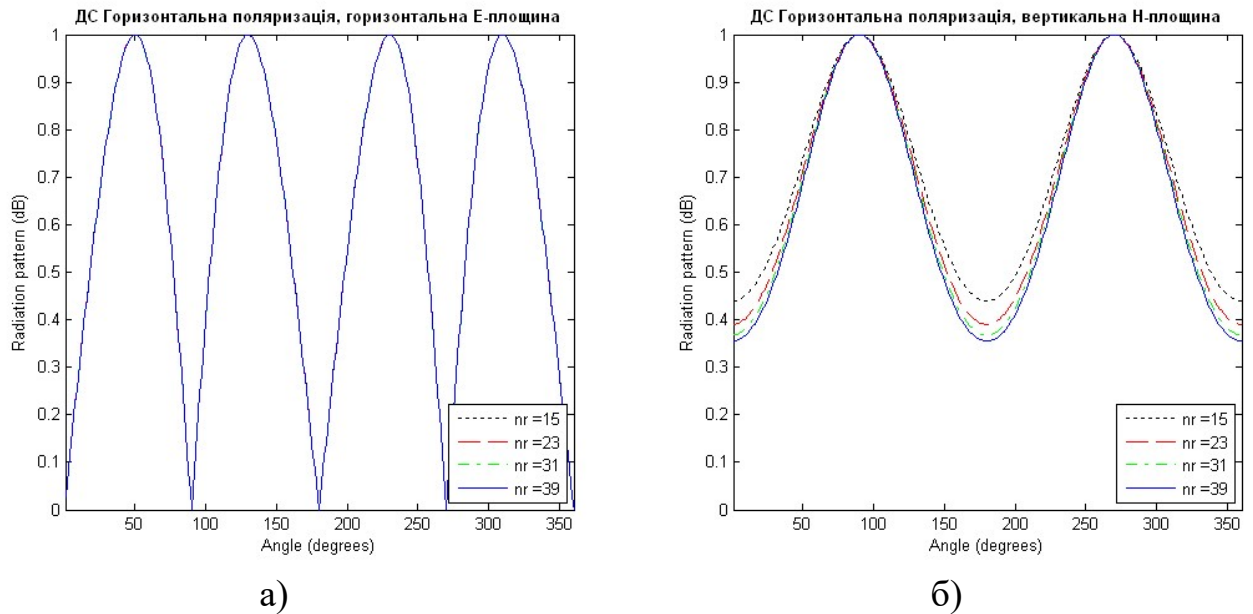 ДС Горизонтальна поляризація, горизонтальна Е-площина
1
0.9
0.8
0.7
0.6
0.5
0.4
0.3
0.2
0.1
0
Radiation pattern (dB)
nr =15
nr =23
nr =31
nr =39
50 100 150 200 250 300 350
Angle (degrees)
а)
ДС Горизонтальна поляризація, вертикальна Н-площина
1
0.9
0.8
0.7
0.6
0.5
0.4
0.3
0.2
0.1
0
Radiation pattern (dB)
nr =15
nr =23
nr =31
nr =39
50 100 150 200 250 300 350
Angle (degrees)
б)